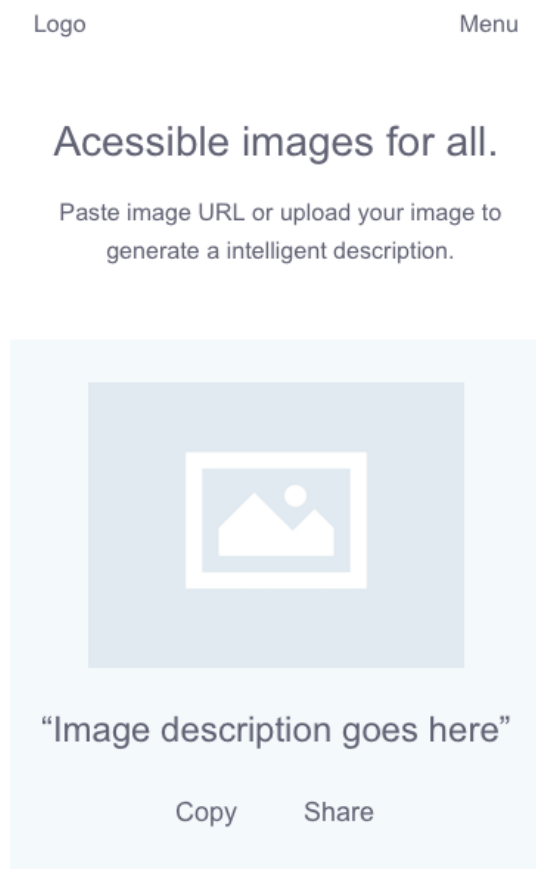 Logo
Menu
Acessible images for all.
Paste image URL or upload your image to
generate a intelligent description.
“Image description goes here”
Copy
Share